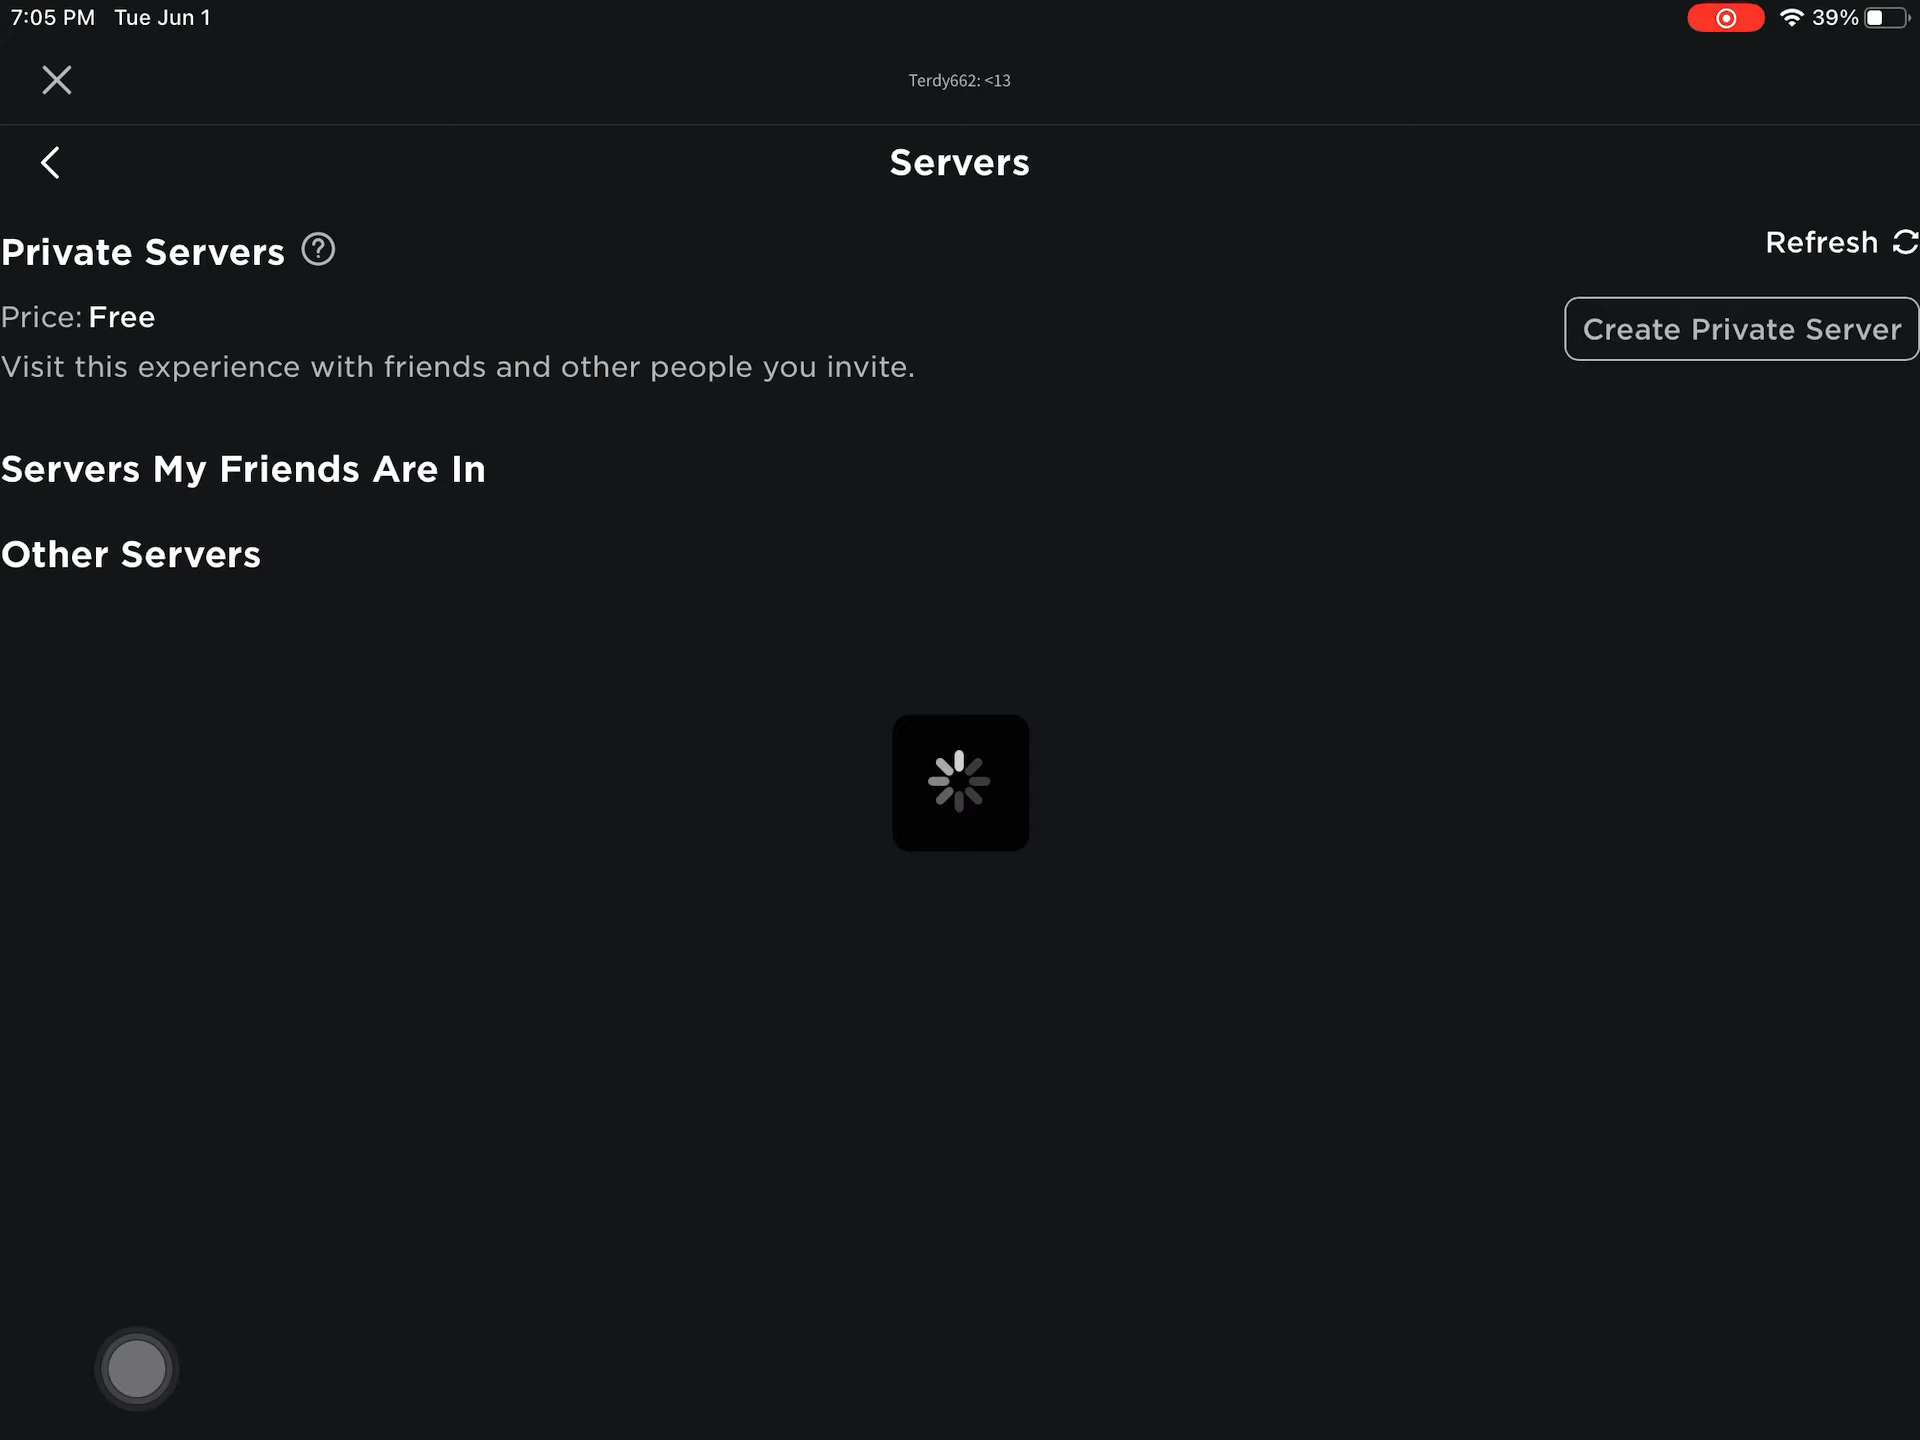 7:05 PM Tue Jun 1 39%
Terdy662: <13
Servers
Private Servers ? Refresh
Price: Free
Create Private Server
Visit this experience with friends and other people you invite.
Servers My Friends Are In
Other Servers